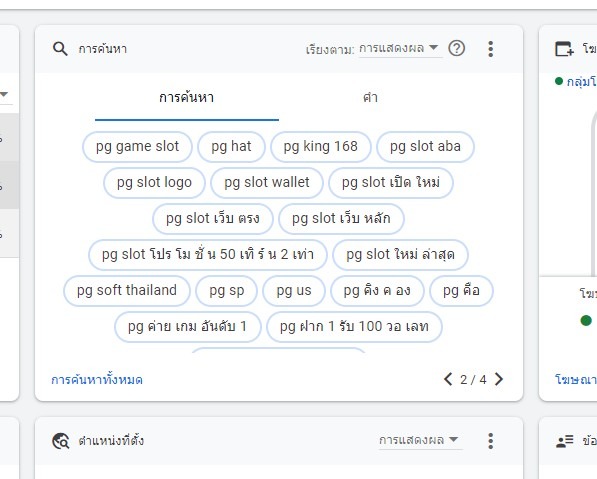 การค้นหา
เรียงตาม: การแสดงผล
โฆ
กลุ่มโ
การค้นหา
คำ
pg game slot pg hat pg king 168 pg slot aba
pg slot logo pg slot wallet pg slot เปิด ใหม่
pg slot เว็บ ตรง pg slot เว็บ หลัก
pg slot โปร โม ชั่ น 50 เทิ ร์ น 2 เท่า pg slot ใหม่ ล่าสุด
pg soft thailand pg sp pg us pg คิง ค อง pg คือ
pg ค่าย เกม อันดับ 1 pg ฝาก 1 รับ 100 วอ เลท
โฆษ
การค้นหาทั้งหมด
2 / 4
โฆษณา
ตำแหน่งที่ตั้ง
การแสดงผล
ข้อ